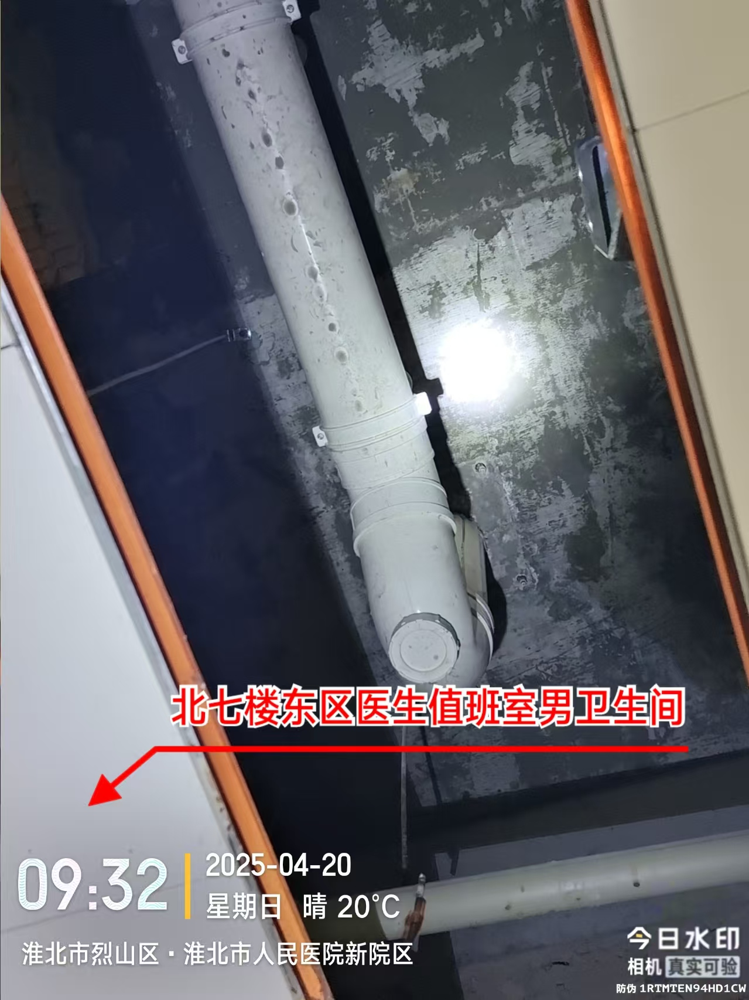 北七楼东区医生值班室男卫生间
09:32
2025-04-20
星期日 晴 20°C
淮北市烈山区·淮北市人民医院新院区
今日水印
相机 真实可验
防伪 1RTMTEN94HD1CW